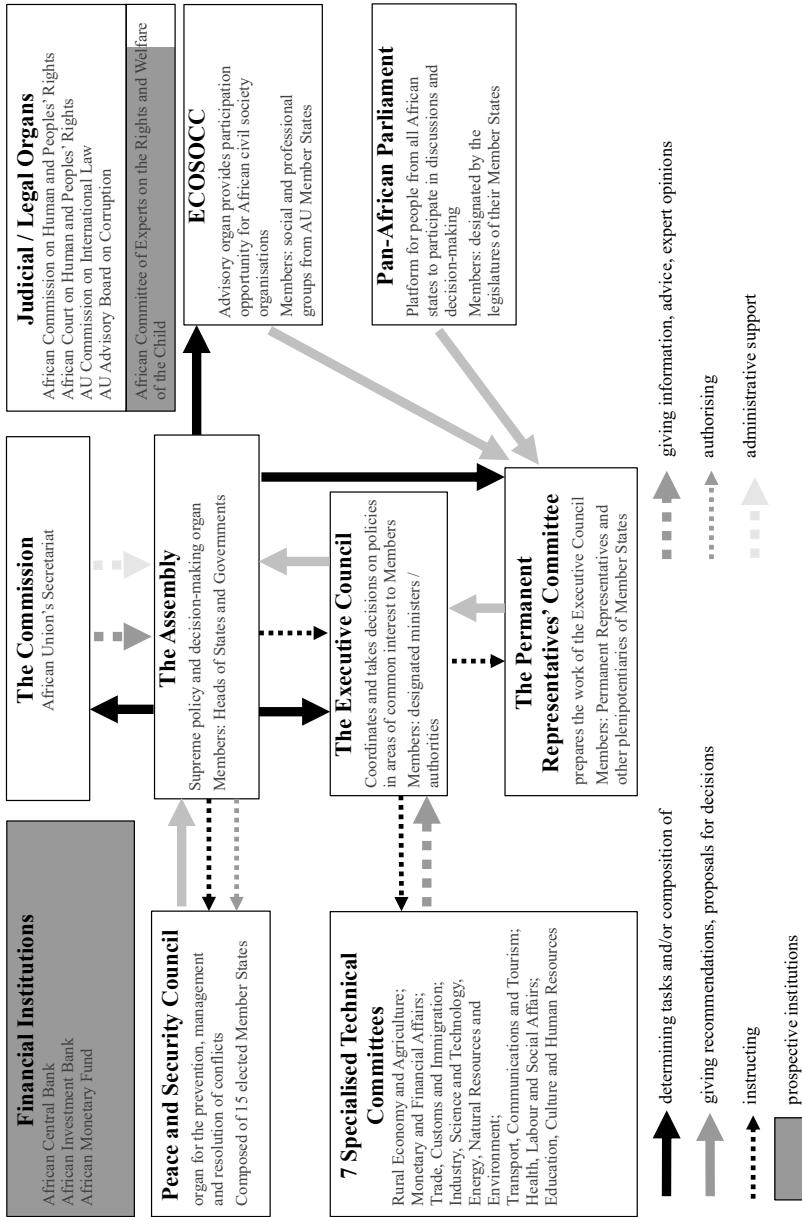 Financial Institutions
African Central Bank
African Investment Bank
African Monetary Fund
The Commission
African Union's Secretariat
Judicial / Legal Organs
African Commission on Human and Peoples' Rights
African Court on Human and Peoples' Rights
AU Commission on International Law
AU Advisory Board on Corruption
African Committee of Experts on the Rights and Welfare
of the Child
Peace and Security Council
organ for the prevention, management
and resolution of conflicts
Composed of 15 elected Member States
The Assembly
Supreme policy and decision-making organ
Members: Heads of States and Governments
ECOSOCC
Advisory organ provides participation
opportunity for African civil society
organisations
Members: social and professional
groups from AU Member States
7 Specialised Technical
Committees
Rural Economy and Agriculture;
Monetary and Financial Affairs;
Trade, Customs and Immigration;
Industry, Science and Technology,
Energy, Natural Resources and
Environment;
Transport, Communications and Tourism;
Health, Labour and Social Affairs;
Education, Culture and Human Resources
The Executive Council
Coordinates and takes decisions on policies
in areas of common interest to Members
Members: designated ministers /
authorities
Pan-African Parliament
Platform for people from all African
states to participate in discussions and
decision-making
Members: designated by the
legislatures of their Member States
The Permanent
Representatives' Committee
prepares the work of the Executive Council
Members: Permanent Representatives and
other plenipotentiaries of Member States
determining tasks and/or composition of
giving recommendations, proposals for decisions
instructing
prospective institutions
giving information, advice, expert opinions
authorising
administrative support